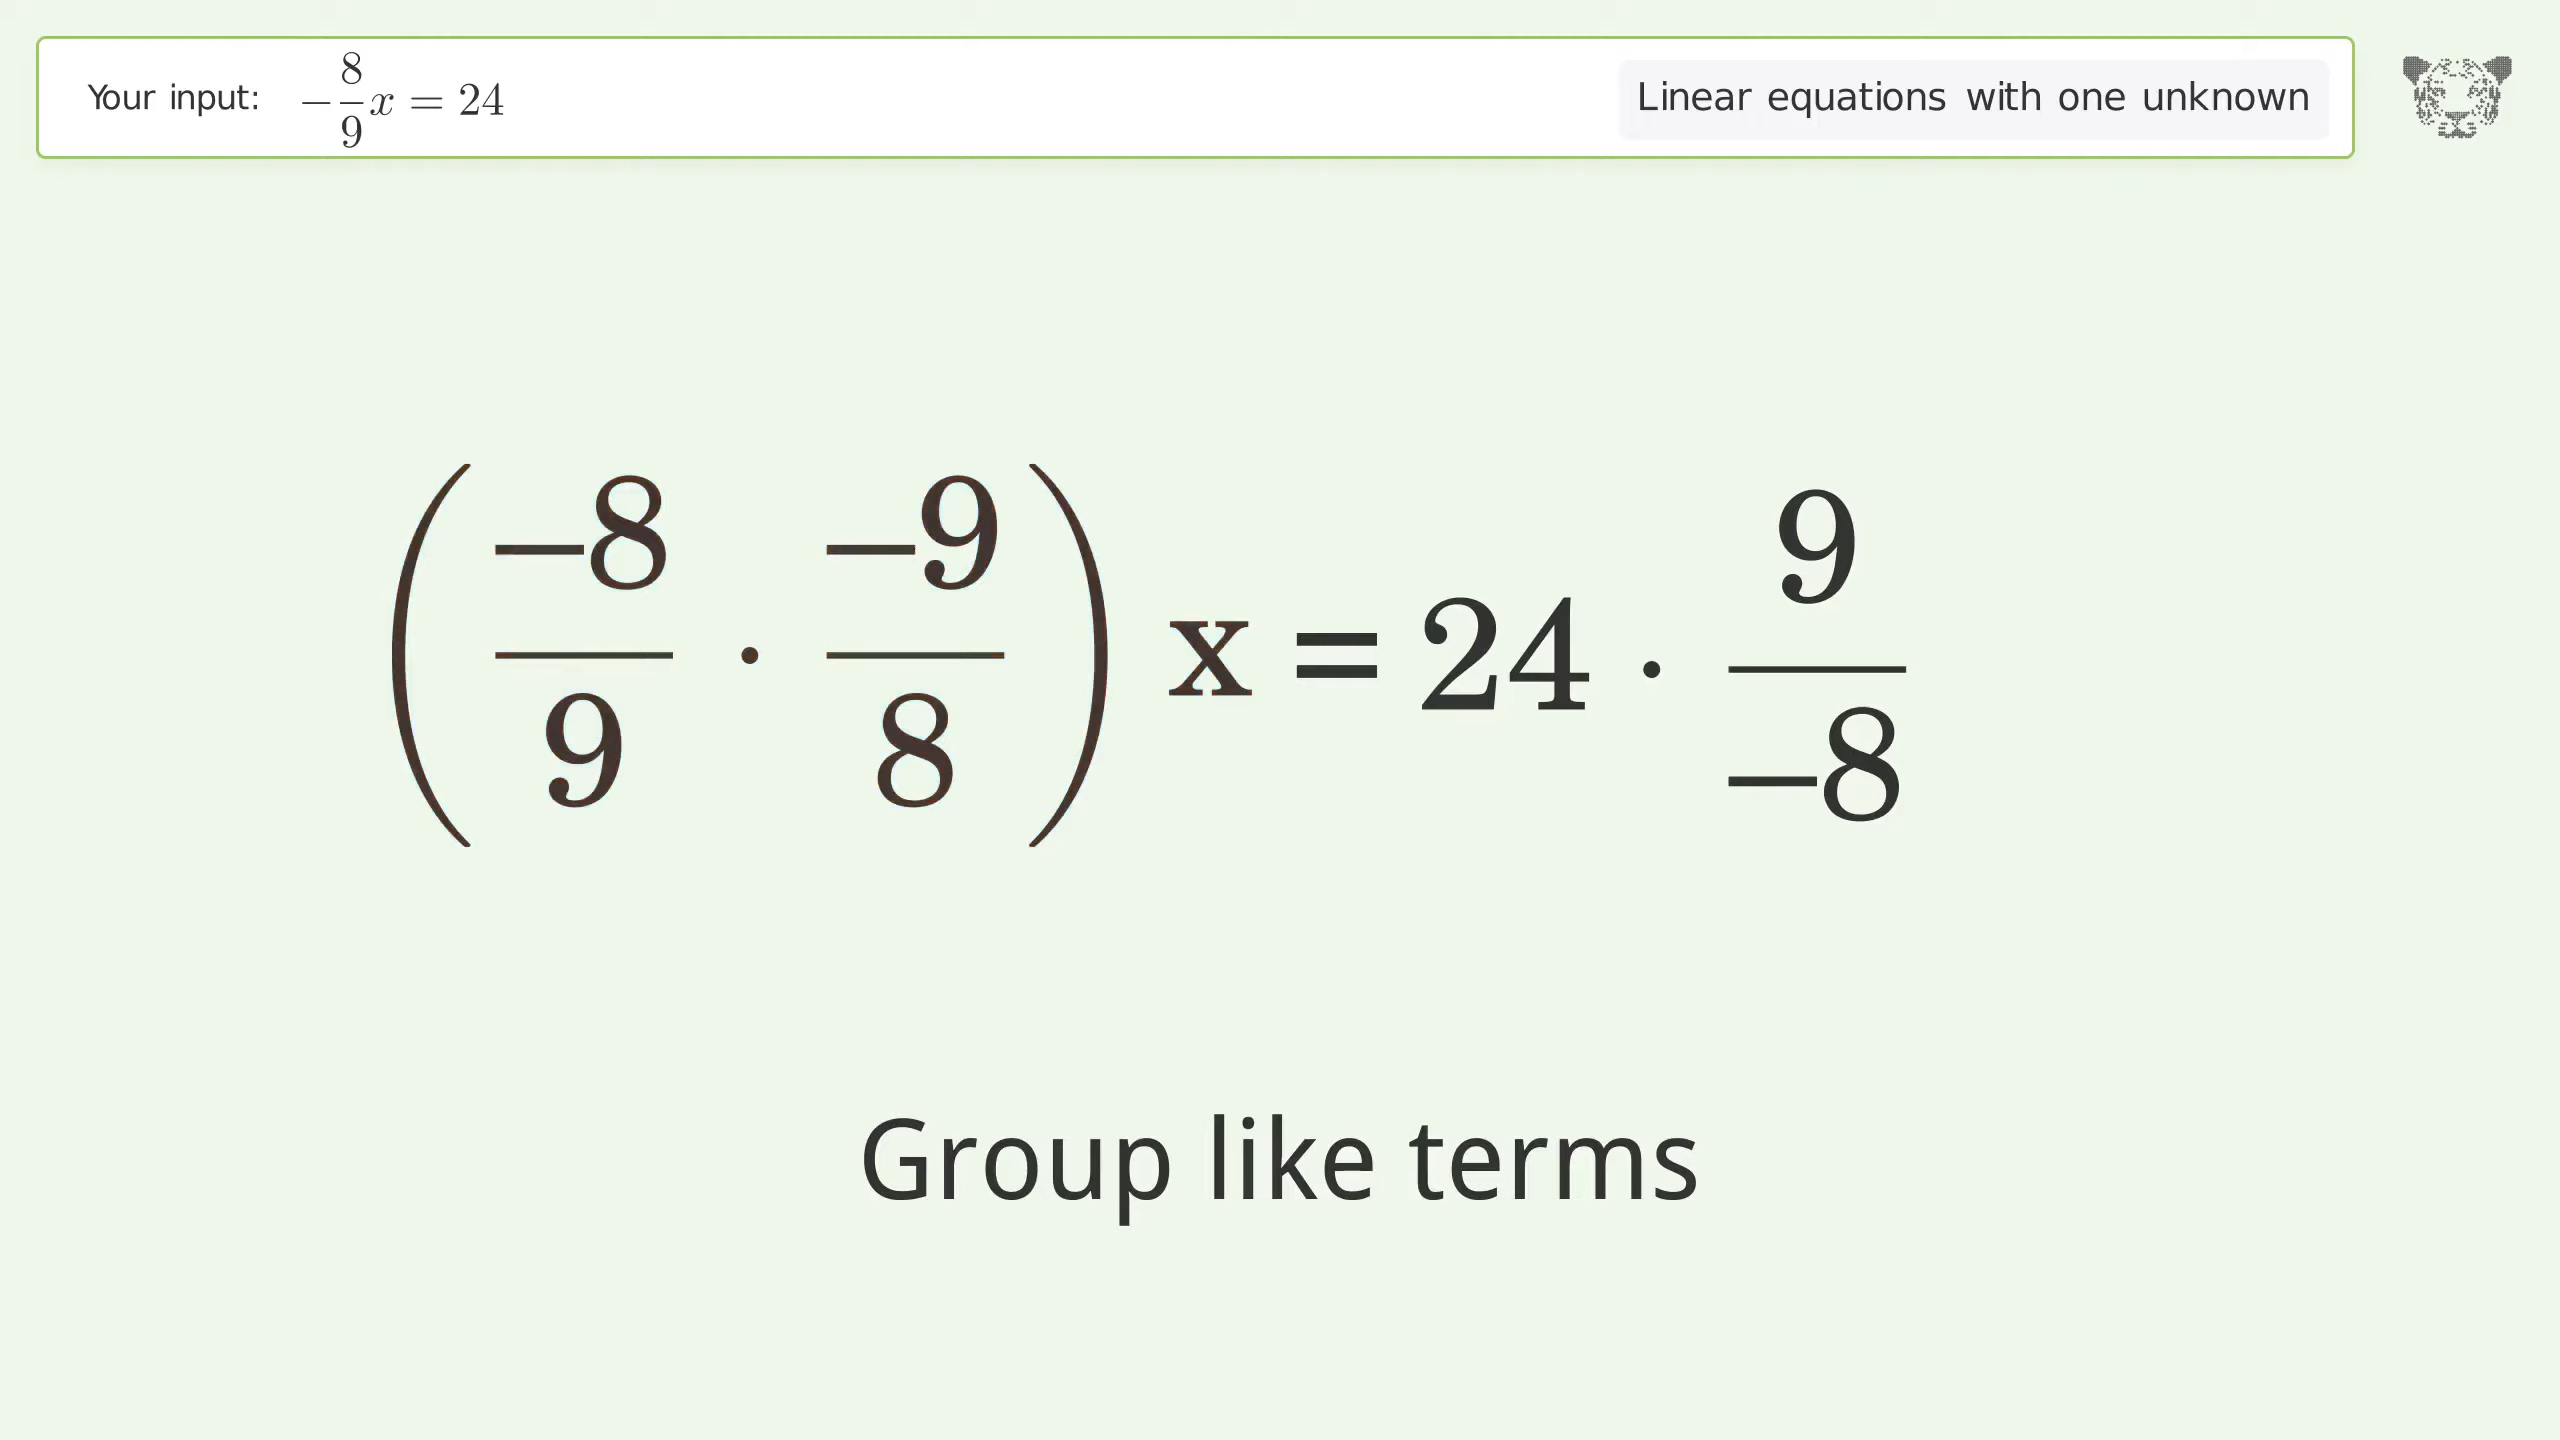 Your input: −8/9x = 24 Linear equations with one unknown
(−8/9 · −9/8) x = 24 · 9/−8
Group like terms